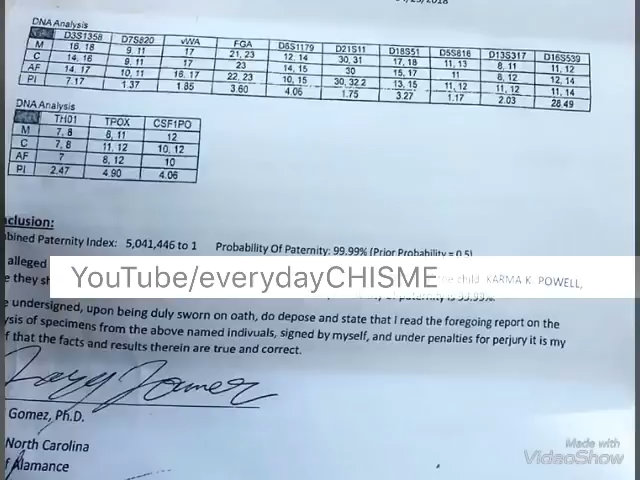 DNA Analysis
D3S1358 D7S820 vWA FGA D8S1179 D21S11 D18S51 D5S818 D13S317 D16S539
M 16, 18 9, 11 17 21, 23 12, 14 30, 31 17, 18 11, 13 8, 11 11, 12
C 14, 16 9, 11 17 23 14, 15 30 15, 17 11 8, 12 12, 14
AF 14, 17 10, 11 16, 17 22, 23 10, 15 30, 32.2 13, 15 11, 12 11, 12 11, 14
PI 7.17 1.37 1.85 3.60 4.06 1.75 3.27 1.17 2.03 28.49
DNA Analysis
TH01 TPOX CSF1PO
M 7, 8 8, 11 12
C 7, 8 11, 12 10, 12
AF 7 8, 12 10
PI 2.47 4.90 4.06
nclusion:
bined Paternity Index: 5,041,446 to 1 Probability Of Paternity: 99.99% (Prior Probability = 0.5)
alleged child KARMA K. POWELL,
YouTube/everydayCHISME
e they paternity is 99.99%.
e undersigned, upon being duly sworn on oath, do depose and state that I read the foregoing report on the
ysis of specimens from the above named indivuals, signed by myself, and under penalties for perjury it is my
f that the facts and results therein are true and correct.
Gomez, Ph.D.
North Carolina
f Alamance
Made with
VideoShow